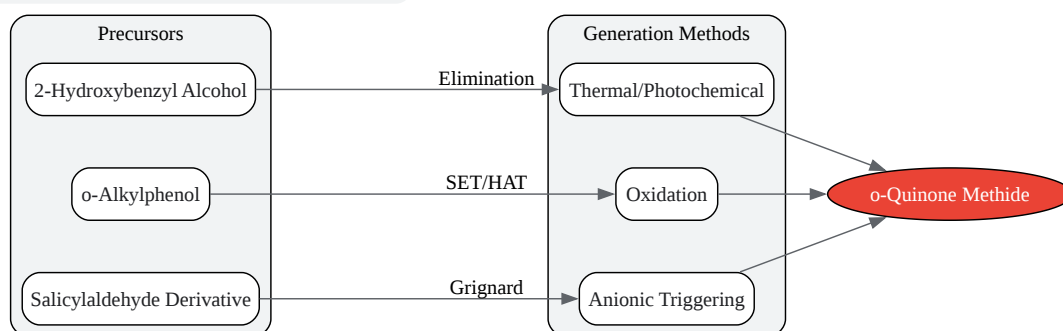 Precursors
Generation Methods
2-Hydroxybenzyl Alcohol
Elimination
Thermal/Photochemical
o-Alkylphenol
SET/HAT
Oxidation
o-Quinone Methide
Salicylaldehyde Derivative
Grignard
Anionic Triggering